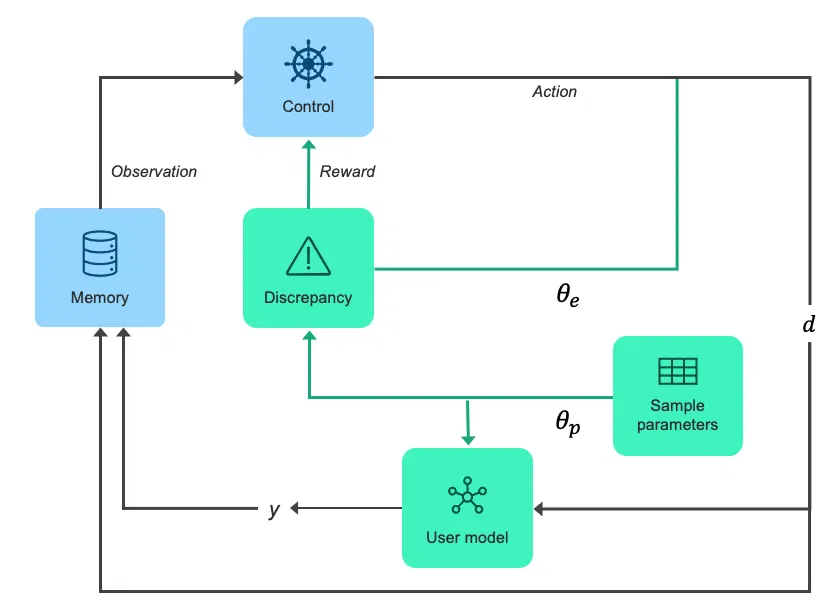 Control
Action
Observation
Reward
Memory
Discrepancy
θe
d
Sample
parameters
θp
y
User model